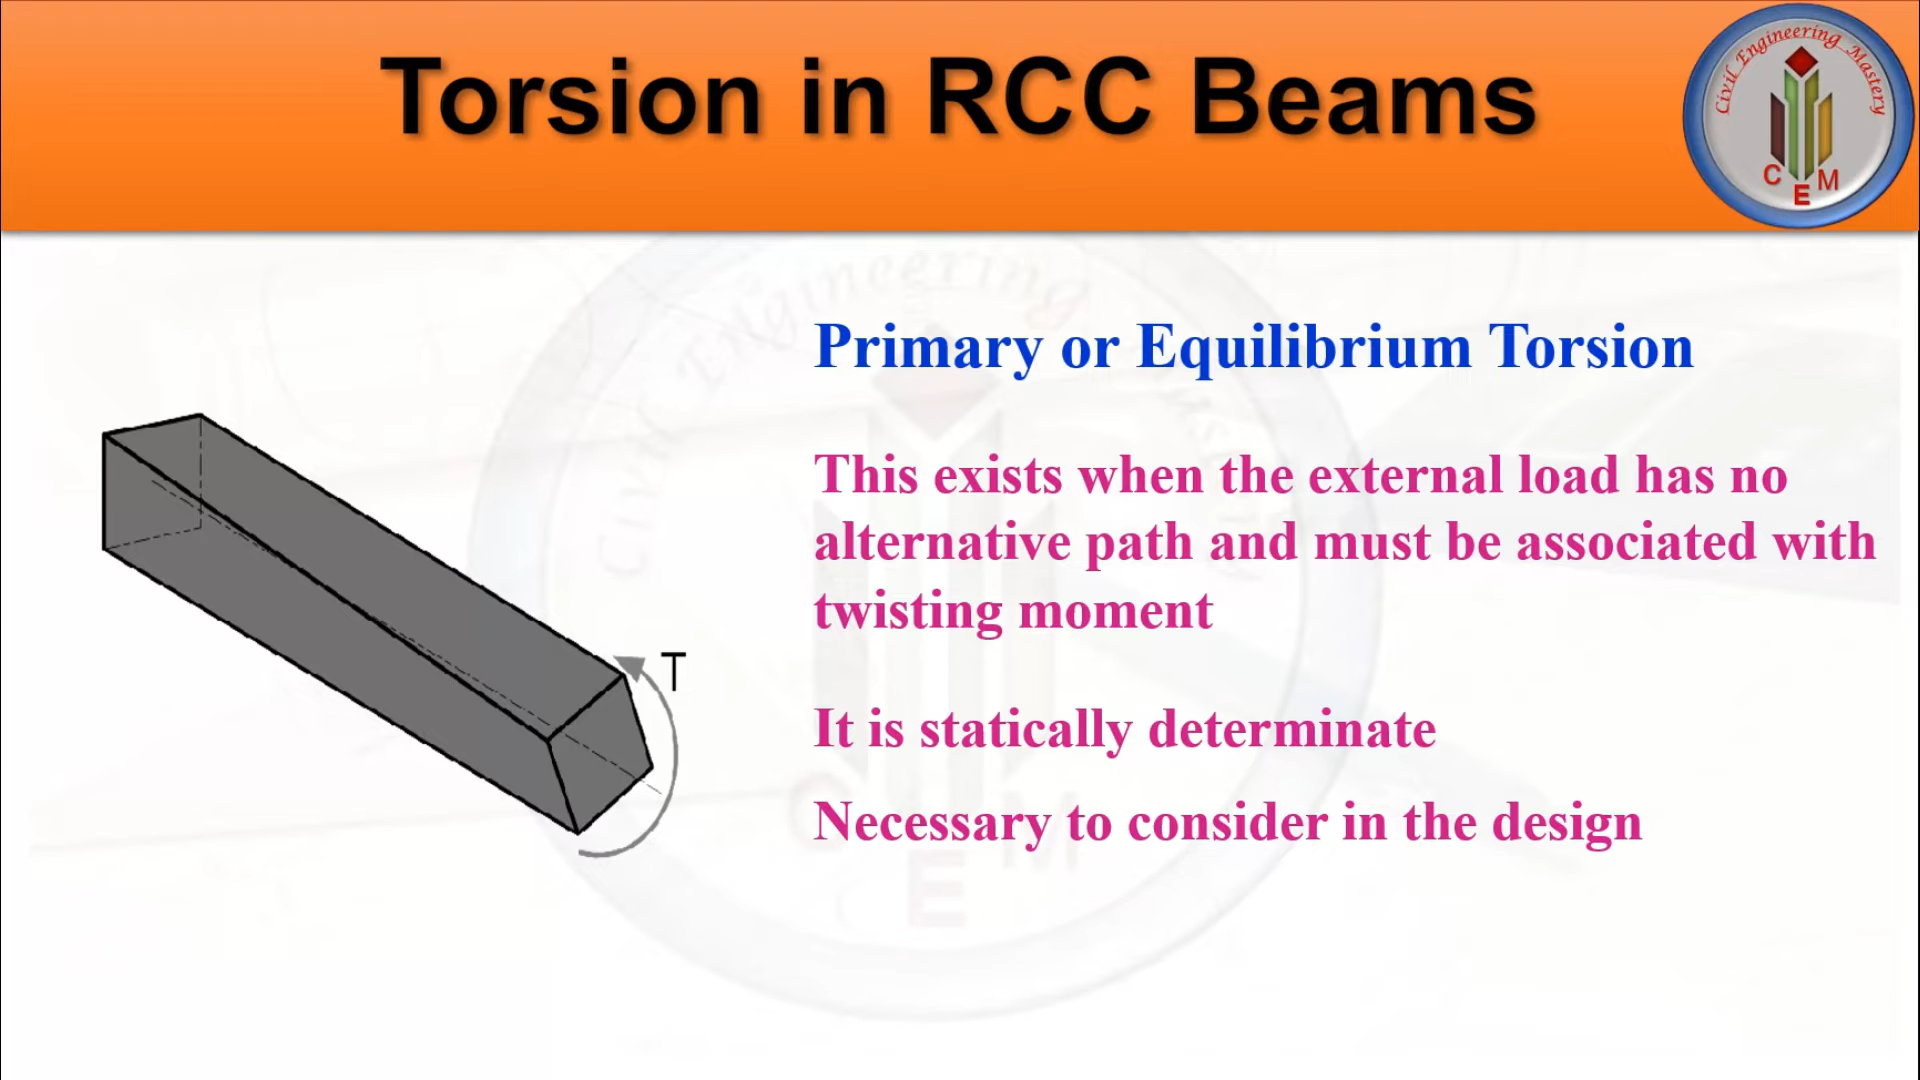 Torsion in RCC Beams
Civil Engineering Mastery
C E M
Primary or Equilibrium Torsion
This exists when the external load has no
alternative path and must be associated with
twisting moment
T
It is statically determinate
Necessary to consider in the design